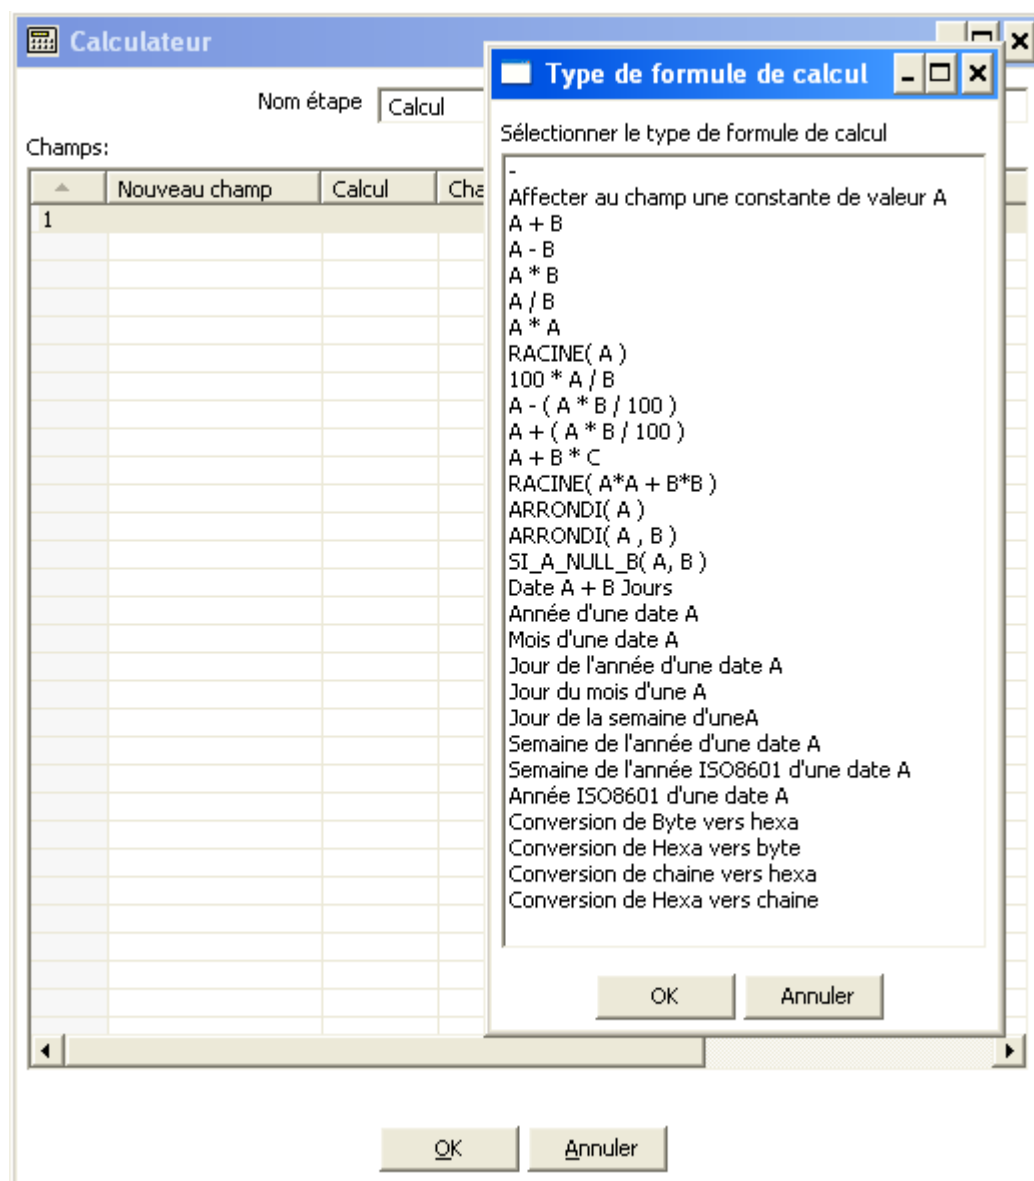 Calculateur
Type de formule de calcul
Nom étape Calcul
Sélectionner le type de formule de calcul
Champs:
Nouveau champ Calcul Cha
1
-
Affecter au champ une constante de valeur A
A + B
A - B
A * B
A / B
A * A
RACINE( A )
100 * A / B
A - ( A * B / 100 )
A + ( A * B / 100 )
A + B * C
RACINE( A*A + B*B )
ARRONDI( A )
ARRONDI( A , B )
SI_A_NULL_B( A, B )
Date A + B Jours
Année d'une date A
Mois d'une date A
Jour de l'année d'une date A
Jour du mois d'une A
Jour de la semaine d'uneA
Semaine de l'année d'une date A
Semaine de l'année ISO8601 d'une date A
Année ISO8601 d'une date A
Conversion de Byte vers hexa
Conversion de Hexa vers byte
Conversion de chaine vers hexa
Conversion de Hexa vers chaine
OK Annuler
OK Annuler